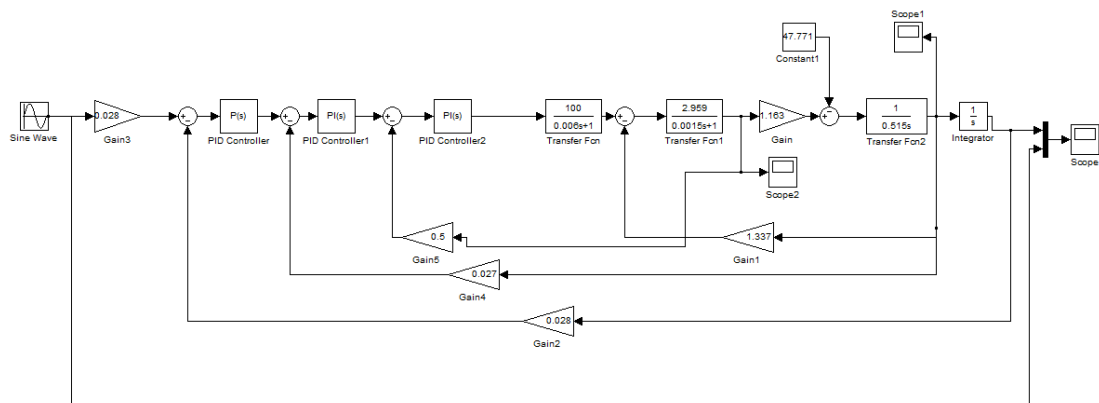 Scope1
47.771
Constant1
Sine Wave
0.028
Gain3
P(s)
PID Controller
PI(s)
PID Controller1
PI(s)
PID Controller2
100
0.006s+1
Transfer Fcn
2.959
0.0015s+1
Transfer Fcn1
1.163
Gain
1
0.515s
Transfer Fcn2
1
s
Integrator
Scope
Scope2
0.5
Gain5
1.337
Gain1
0.027
Gain4
0.028
Gain2